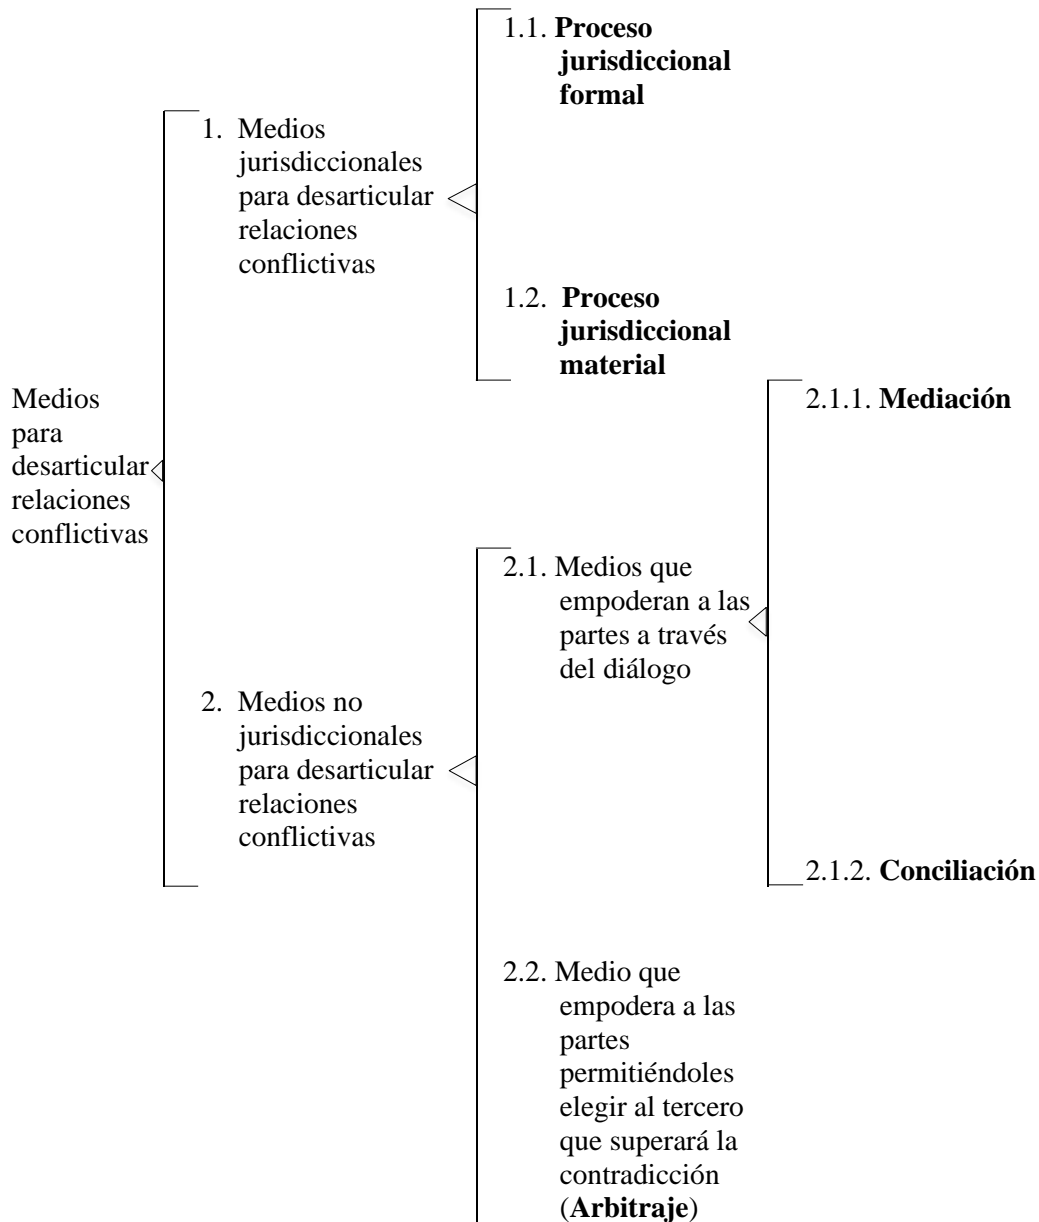 Medios
para
desarticular
relaciones
conflictivas
1. Medios
jurisdiccionales
para desarticular
relaciones
conflictivas
1.1. Proceso
jurisdiccional
formal
1.2. Proceso
jurisdiccional
material
2. Medios no
jurisdiccionales
para desarticular
relaciones
conflictivas
2.1. Medios que
empoderan a las
partes a través
del diálogo
2.1.1. Mediación
2.1.2. Conciliación
2.2. Medio que
empodera a las
partes
permitiéndoles
elegir al tercero
que superará la
contradicción
(Arbitraje)